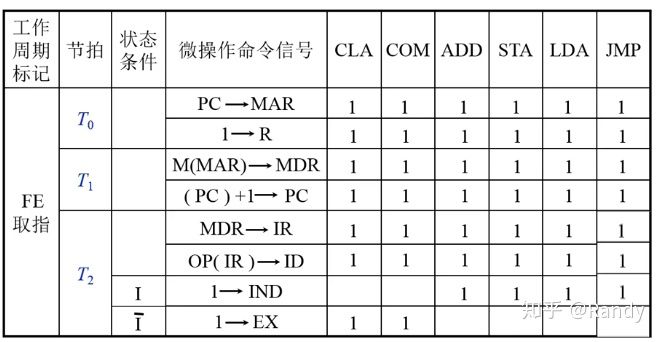 工作周期标记 节拍 状态条件 微操作命令信号 CLA COM ADD STA LDA JMP
FE 取指 T₀ PC→MAR 1 1 1 1 1 1
1→R 1 1 1 1 1 1
T₁ M(MAR)→MDR 1 1 1 1 1 1
( PC ) +1→ PC 1 1 1 1 1 1
T₂ MDR→IR 1 1 1 1 1 1
OP( IR )→ID 1 1 1 1 1 1
I 1→IND 1 1 1 1
Ī 1→EX 1 1
知乎 @Randy